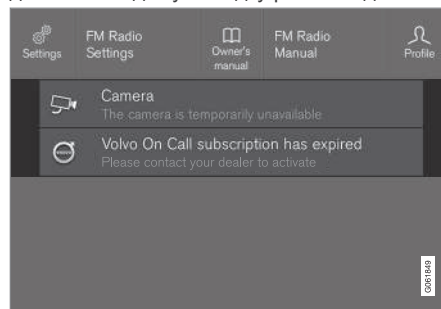 Settings
FM Radio
Settings
Owner's
manual
FM Radio
Manual
Profile
Camera
The camera is temporarily unavailable
VOLVO
Volvo On Call subscription has expired
Please contact your dealer to activate
G061849